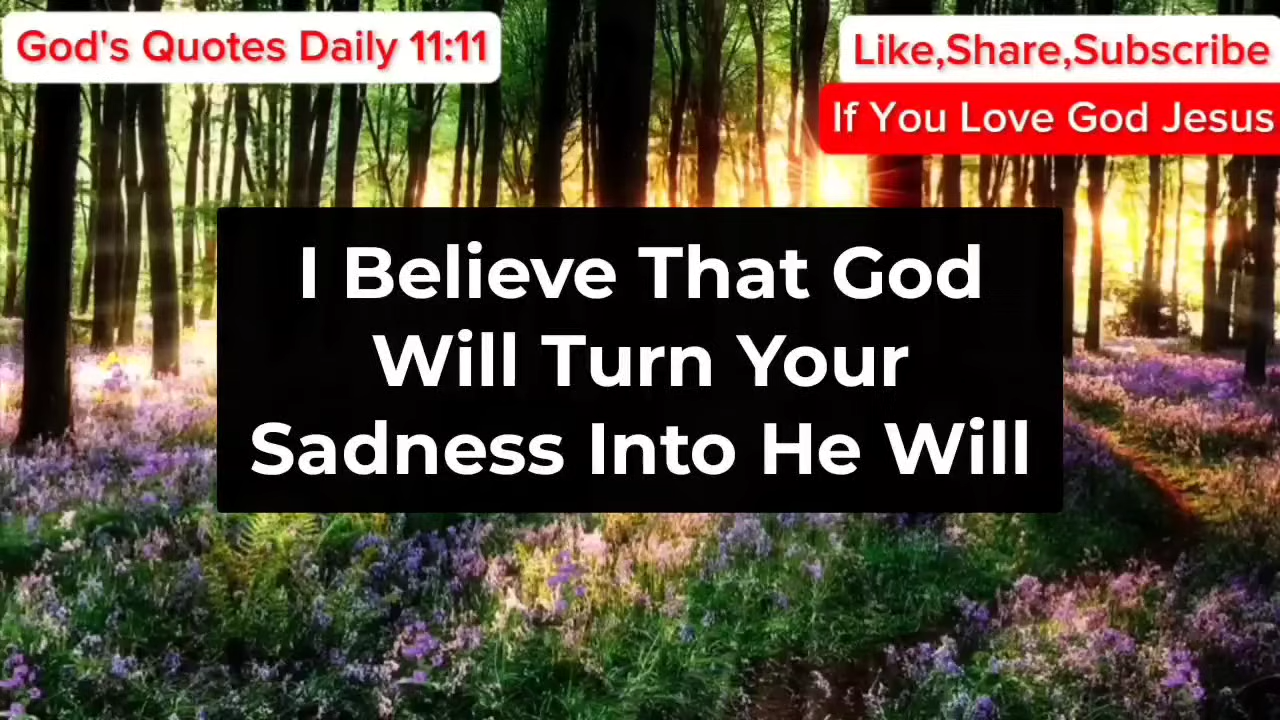 God's Quotes Daily 11:11
Like,Share,Subscribe
If You Love God Jesus
I Believe That God
Will Turn Your
Sadness Into He Will